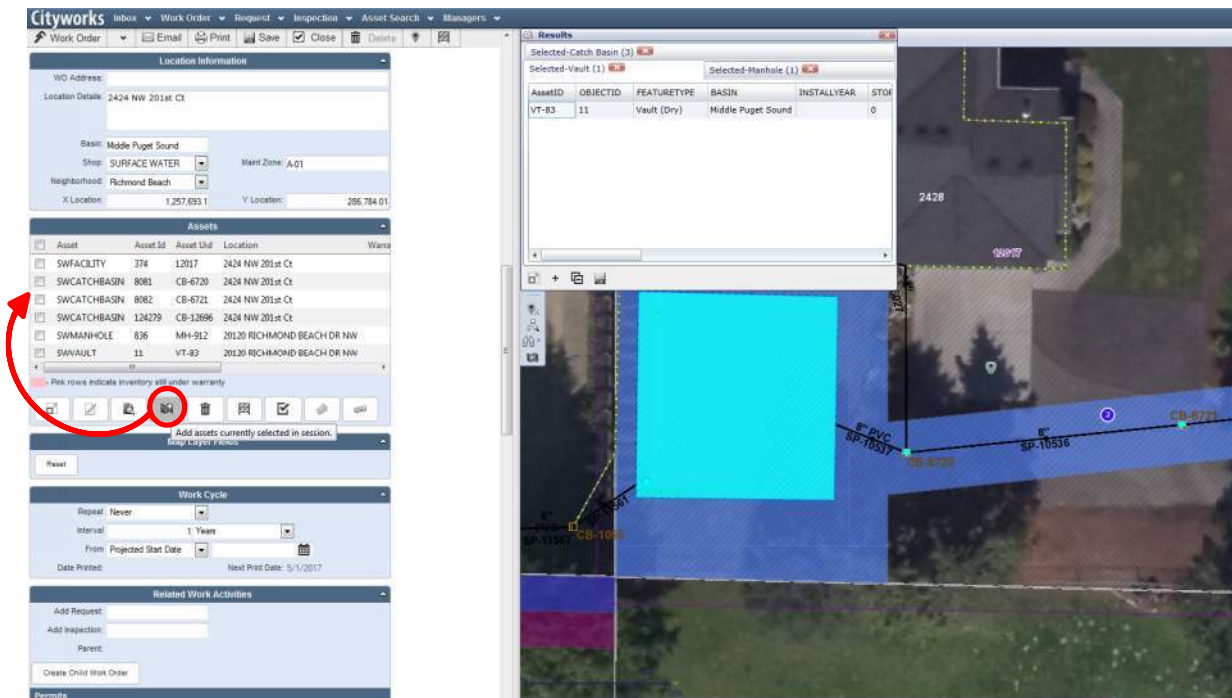 Cityworks Inbox Work Order Request Inspection Asset Search Managers
Work Order Email Print Save Close Delete
Location Information
WO Address:
Location Details: 2424 NW 201st Ct
Basin: Middle Puget Sound
Shop: SURFACE WATER Maint Zone: A-01
Neighborhood: Richmond Beach
X Location: 1,257,693.1 Y Location: 286,784.01
Assets
Asset Asset Id Asset Uid Location Warra
SWFACILITY 374 12017 2424 NW 201st Ct
SWCATCHBASIN 8081 CB-6720 2424 NW 201st Ct
SWCATCHBASIN 8082 CB-6721 2424 NW 201st Ct
SWCATCHBASIN 124279 CB-12696 2424 NW 201st Ct
SWMANHOLE 836 MH-912 20120 RICHMOND BEACH DR NW
SWVAULT 11 VT-83 20120 RICHMOND BEACH DR NW
- Pink rows indicate inventory still under warranty
Add assets currently selected in session.
Map Layer Fields
Reset
Work Cycle
Repeat: Never
Interval: 1 Years
From: Projected Start Date
Date Printed: Next Print Date: 5/1/2017
Related Work Activities
Add Request:
Add Inspection:
Parent:
Create Child Work Order
Permits
Results
Selected-Catch Basin (3)
Selected-Vault (1) Selected-Manhole (1)
AssetID OBJECTID FEATURETYPE BASIN INSTALLYEAR STOR
VT-83 11 Vault (Dry) Middle Puget Sound 0
2428
12017
2
CB-6721
8"
SP-10536
8" PVC
SP-10537
CB-6720